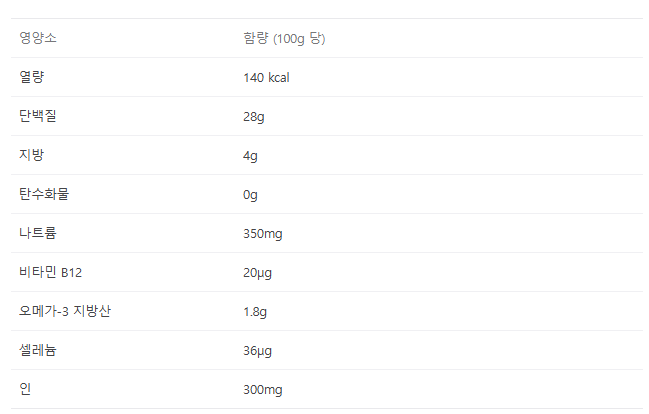 영양소 함량 (100g 당)
열량 140 kcal
단백질 28g
지방 4g
탄수화물 0g
나트륨 350mg
비타민 B12 20µg
오메가-3 지방산 1.8g
셀레늄 36µg
인 300mg